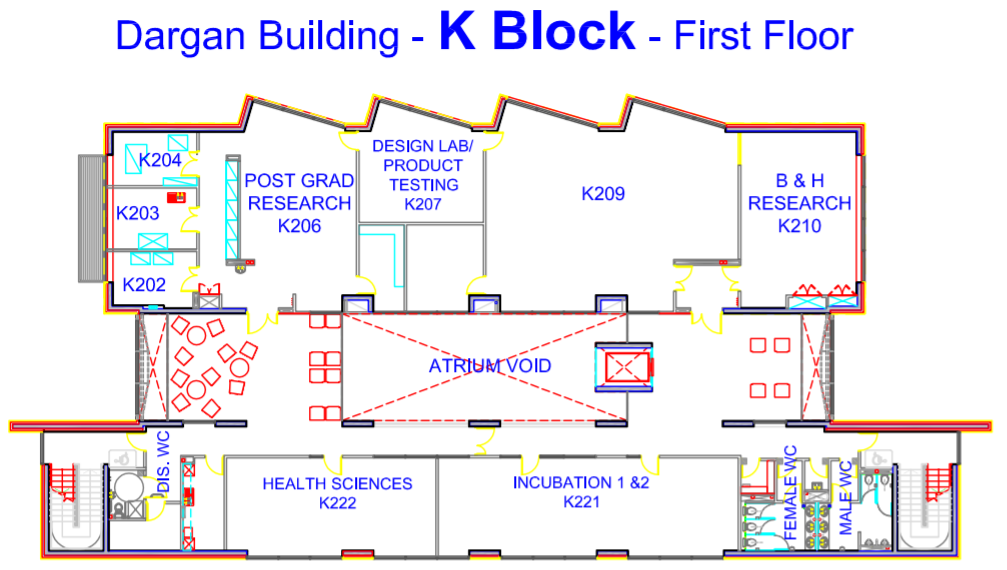 Dargan Building - K Block - First Floor
K204
K203
K202
POST GRAD
RESEARCH
K206
DESIGN LAB/
PRODUCT
TESTING
K207
K209
B & H
RESEARCH
K210
ATRIUM VOID
DIS. WC
HEALTH SCIENCES
K222
INCUBATION 1 &2
K221
FEMALE WC
MALE WC